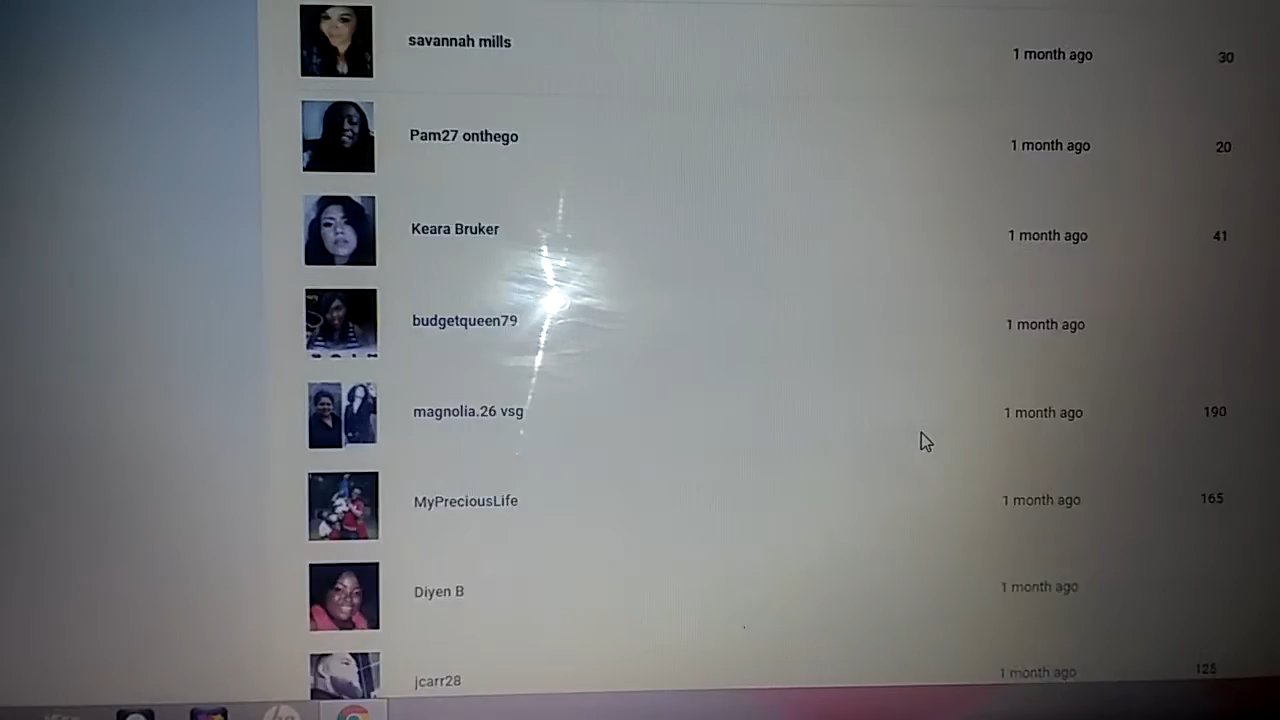 savannah mills 1 month ago 30
Pam27 onthego 1 month ago 20
Keara Bruker 1 month ago 41
budgetqueen79 1 month ago
magnolia.26 vsg 1 month ago 190
MyPreciousLife 1 month ago 165
Diyen B 1 month ago
jcarr28 1 month ago 125
hp